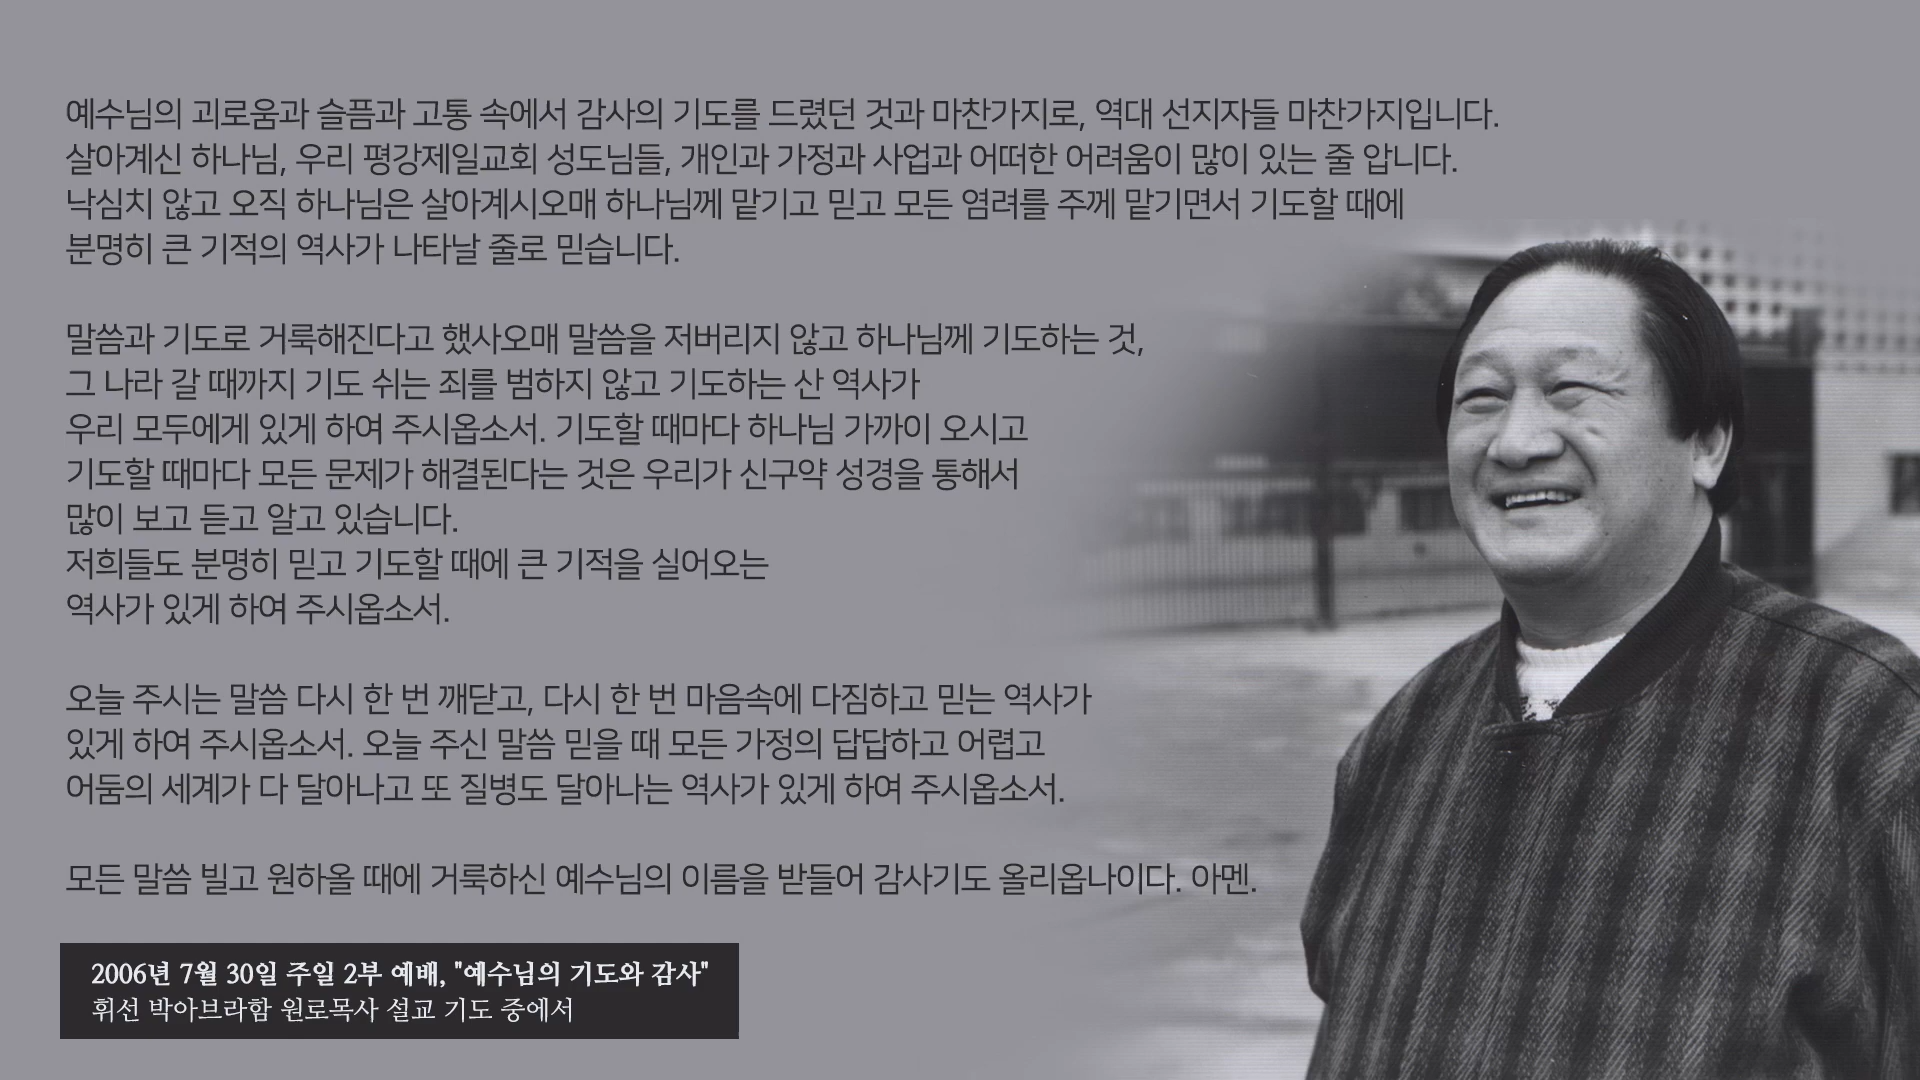 예수님의 괴로움과 슬픔과 고통 속에서 감사의 기도를 드렸던 것과 마찬가지로, 역대 선지자들 마찬가지입니다.
살아계신 하나님, 우리 평강제일교회 성도님들, 개인과 가정과 사업과 어떠한 어려움이 많이 있는 줄 압니다.
낙심치 않고 오직 하나님은 살아계시오매 하나님께 맡기고 믿고 모든 염려를 주께 맡기면서 기도할 때에
분명히 큰 기적의 역사가 나타날 줄로 믿습니다.
말씀과 기도로 거룩해진다고 했사오매 말씀을 저버리지 않고 하나님께 기도하는 것,
그 나라 갈 때까지 기도 쉬는 죄를 범하지 않고 기도하는 산 역사가
우리 모두에게 있게 하여 주시옵소서. 기도할 때마다 하나님 가까이 오시고
기도할 때마다 모든 문제가 해결된다는 것은 우리가 신구약 성경을 통해서
많이 보고 듣고 알고 있습니다.
저희들도 분명히 믿고 기도할 때에 큰 기적을 실어오는
역사가 있게 하여 주시옵소서.
오늘 주시는 말씀 다시 한 번 깨닫고, 다시 한 번 마음속에 다짐하고 믿는 역사가
있게 하여 주시옵소서. 오늘 주신 말씀 믿을 때 모든 가정의 답답하고 어렵고
어둠의 세계가 다 달아나고 또 질병도 달아나는 역사가 있게 하여 주시옵소서.
모든 말씀 빌고 원하올 때에 거룩하신 예수님의 이름을 받들어 감사기도 올리옵나이다. 아멘.
2006년 7월 30일 주일 2부 예배, "예수님의 기도와 감사"
휘선 박아브라함 원로목사 설교 기도 중에서